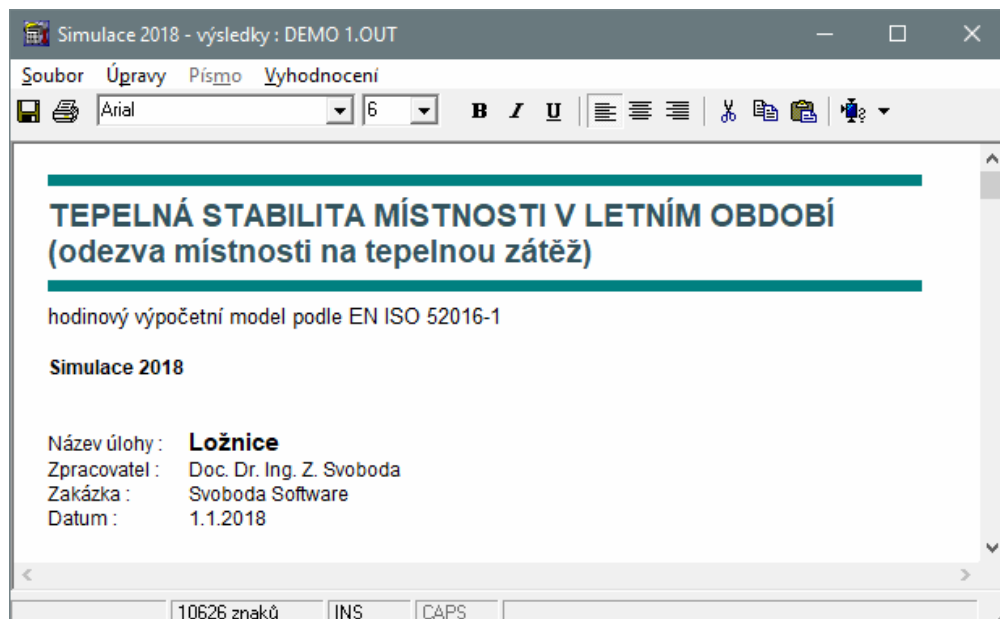 Simulace 2018 - výsledky : DEMO 1.OUT
Soubor Úpravy Písmo Vyhodnocení
Arial 6 B I U
TEPELNÁ STABILITA MÍSTNOSTI V LETNÍM OBDOBÍ
(odezva místnosti na tepelnou zátěž)
hodinový výpočetní model podle EN ISO 52016-1
Simulace 2018
Název úlohy : Ložnice
Zpracovatel : Doc. Dr. Ing. Z. Svoboda
Zakázka : Svoboda Software
Datum : 1.1.2018
10626 znaků INS CAPS